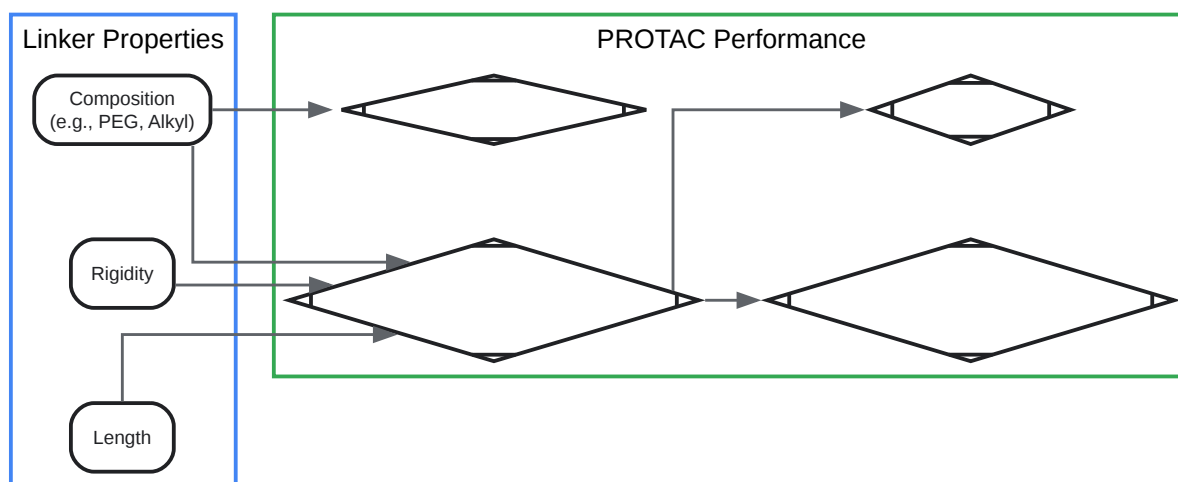 Linker Properties
PROTAC Performance
Composition
(e.g., PEG, Alkyl)
Rigidity
Length